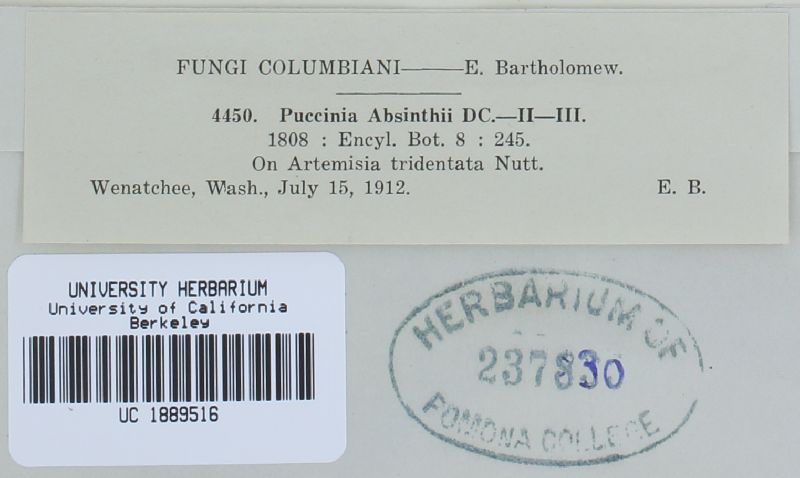 FUNGI COLUMBIANI——E. Bartholomew.
4450. Puccinia Absinthii DC.—II—III.
1808 : Encyl. Bot. 8 : 245.
On Artemisia tridentata Nutt.
Wenatchee, Wash., July 15, 1912. E. B.
UNIVERSITY HERBARIUM
University of California
Berkeley
UC 1889516
HERBARIUM OF
237830
POMONA COLLEGE